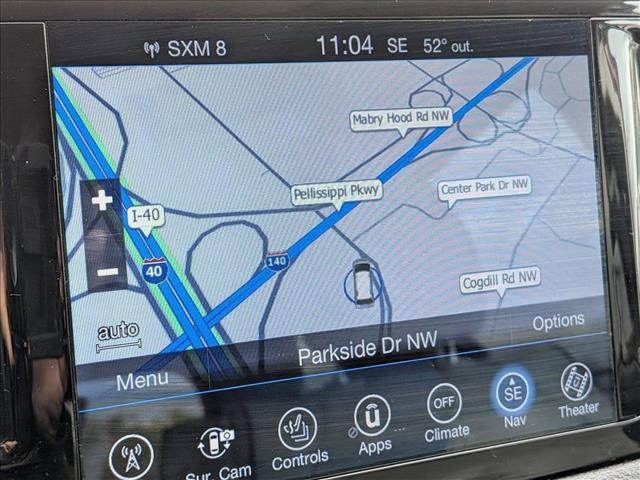 SXM 8 11:04 SE 52° out.
Mabry Hood Rd NW
Pellissippi Pkwy
Center Park Dr NW
+
I-40
40
140
Cogdill Rd NW
−
auto
Menu Parkside Dr NW Options
OFF SE
Sur. Cam Controls Apps Climate Nav Theater